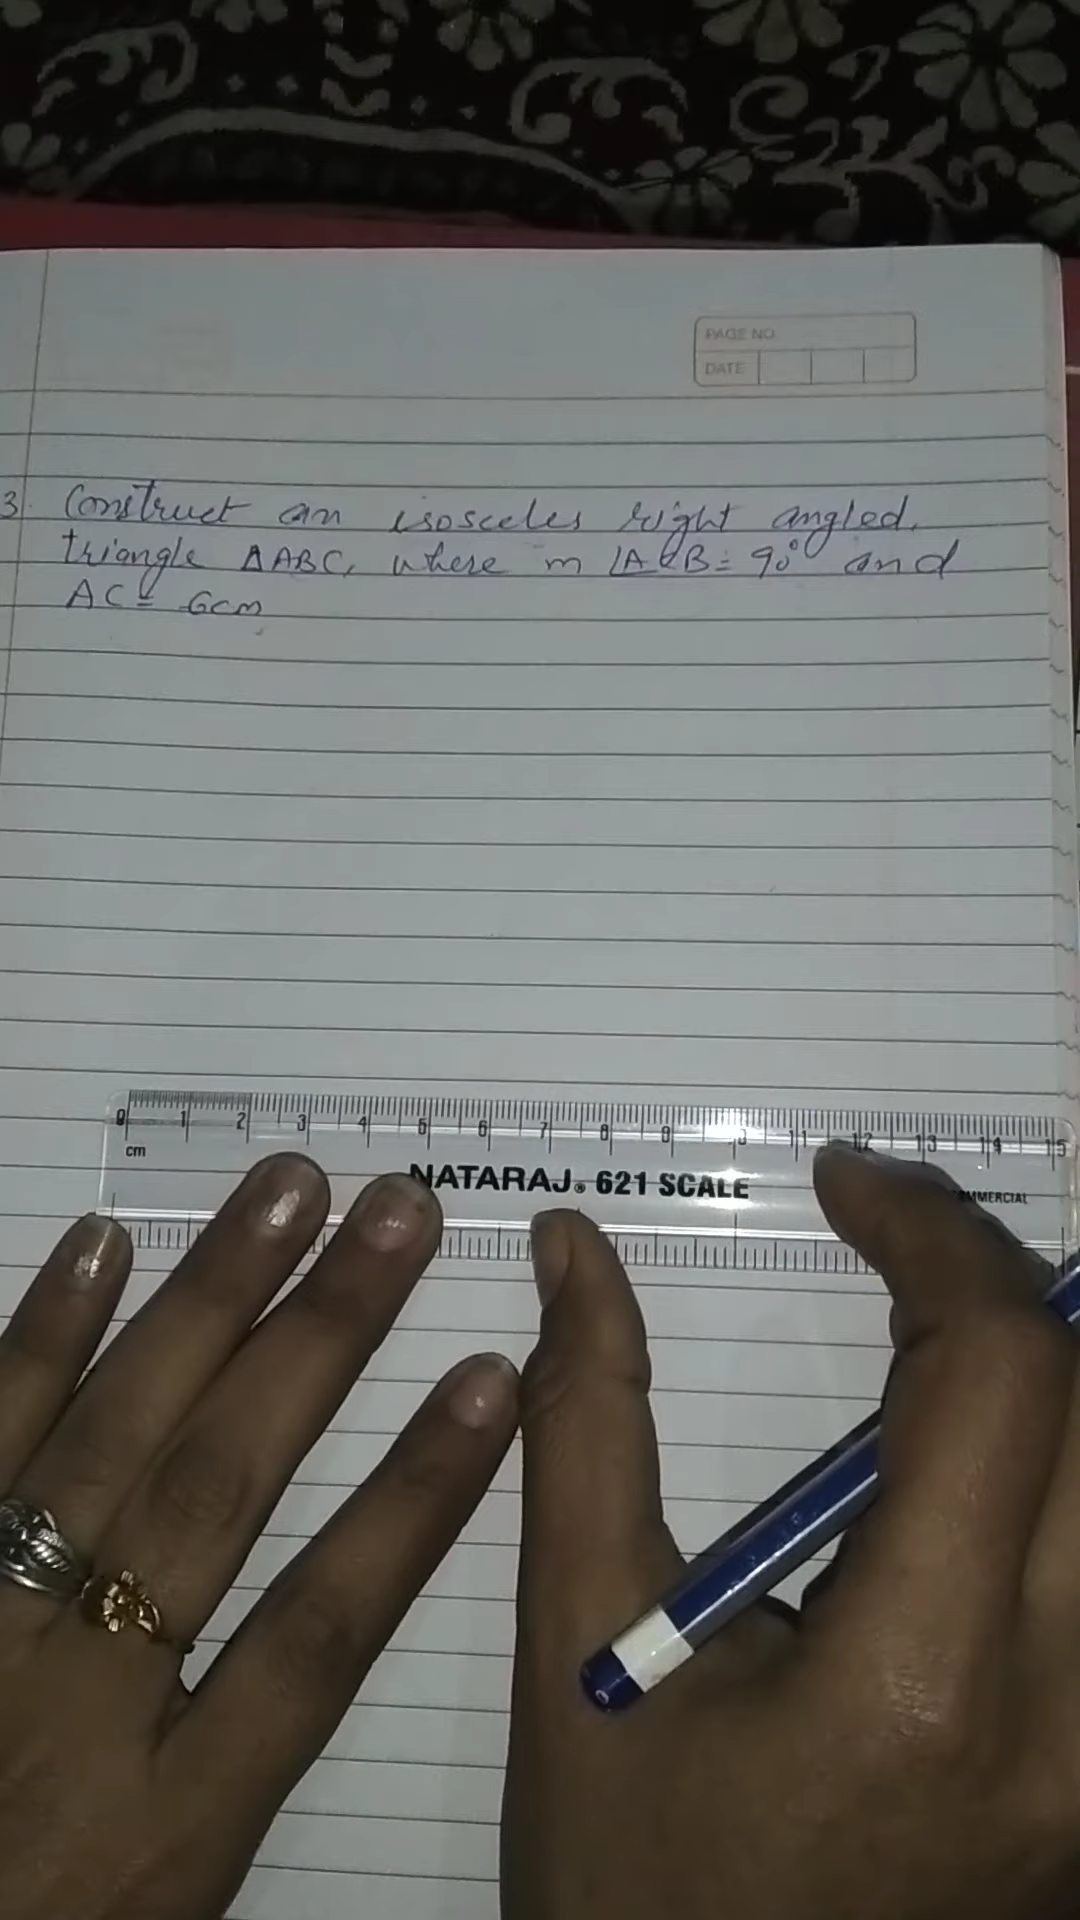 PAGE NO.
DATE
3. Construct an isosceles right angled
triangle ΔABC, where m ∠ACB = 90° and
AC = 6cm
0 1 2 3 4 5 6 7 8 9 10 11 12 13 14 15
cm
NATARAJ® 621 SCALE